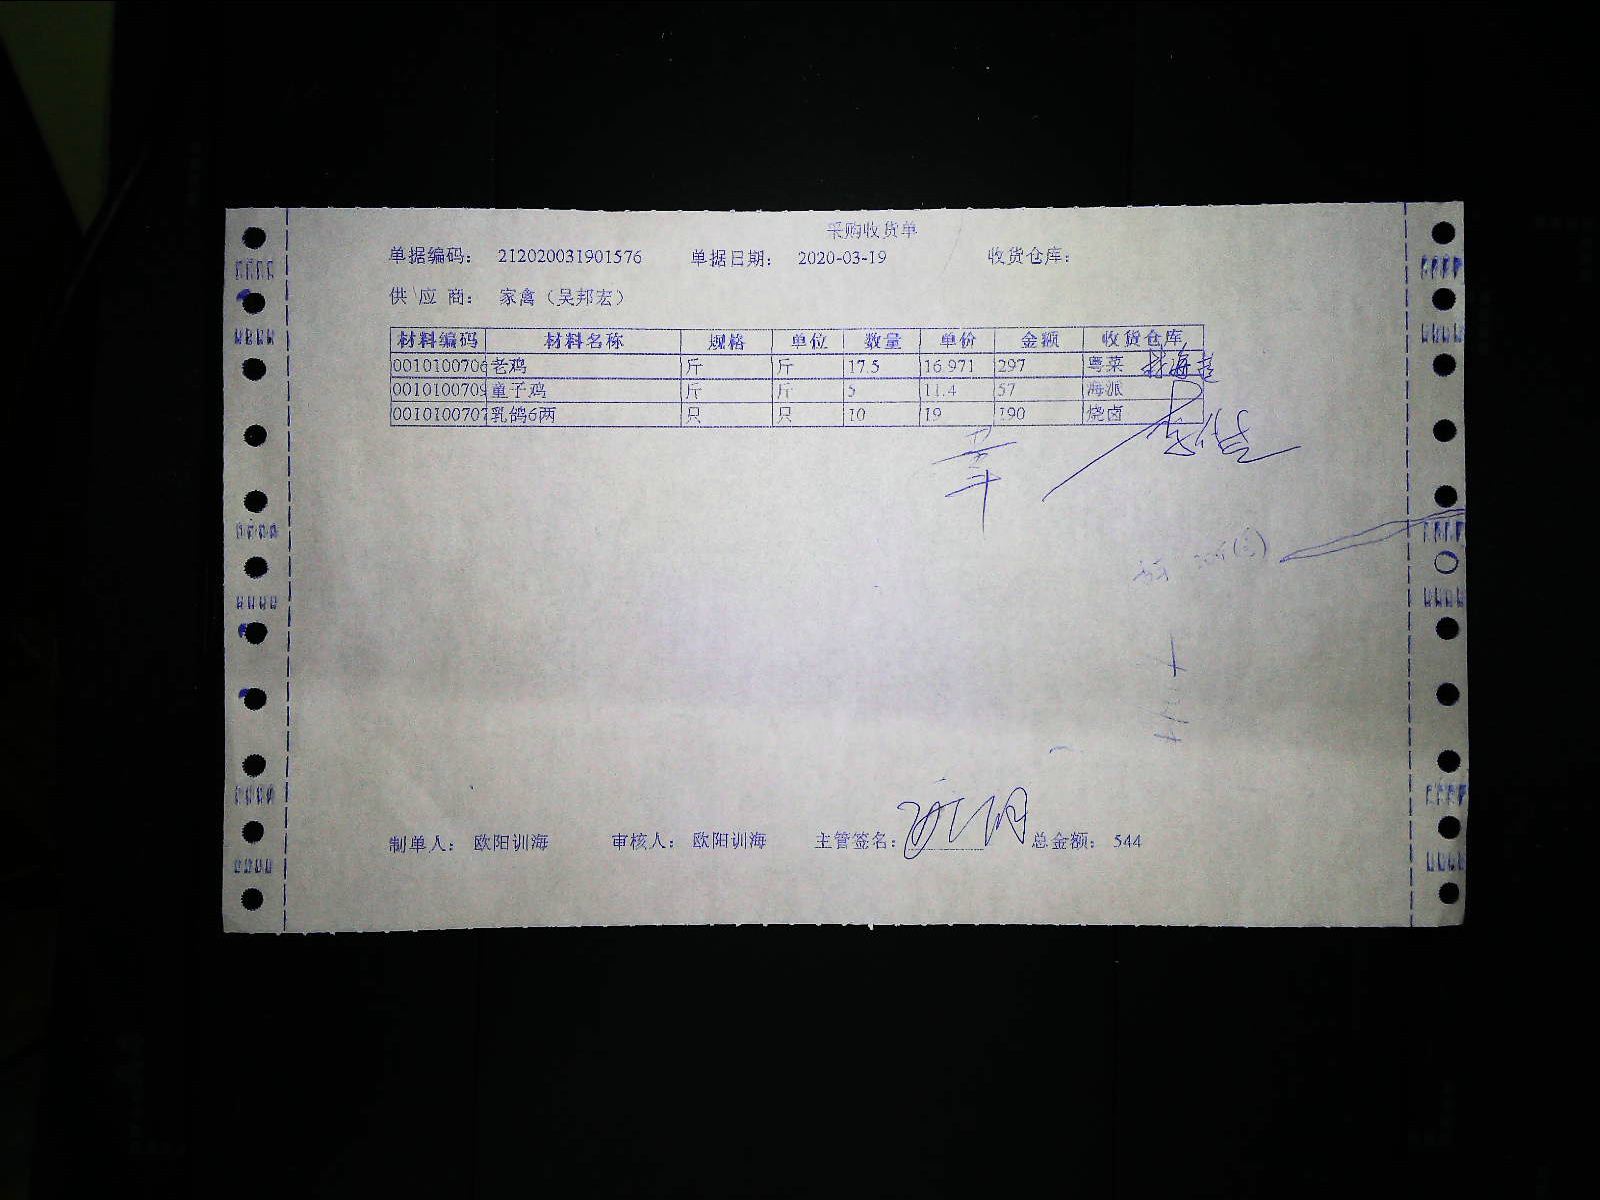 采购收货单
单据编码： 212020031901576 单据日期： 2020-03-19 收货仓库：
供 应 商： 家禽（吴邦宏）
材料编码 材料名称 规格 单位 数量 单价 金额 收货仓库
0010100706 老鸡 斤 斤 17.5 16.971 297 粤菜
0010100709 童子鸡 斤 斤 5 11.4 57 海派
0010100707 乳鸽6两 只 只 10 19 190 烧卤
制单人： 欧阳训海 审核人： 欧阳训海 主管签名： 总金额： 544